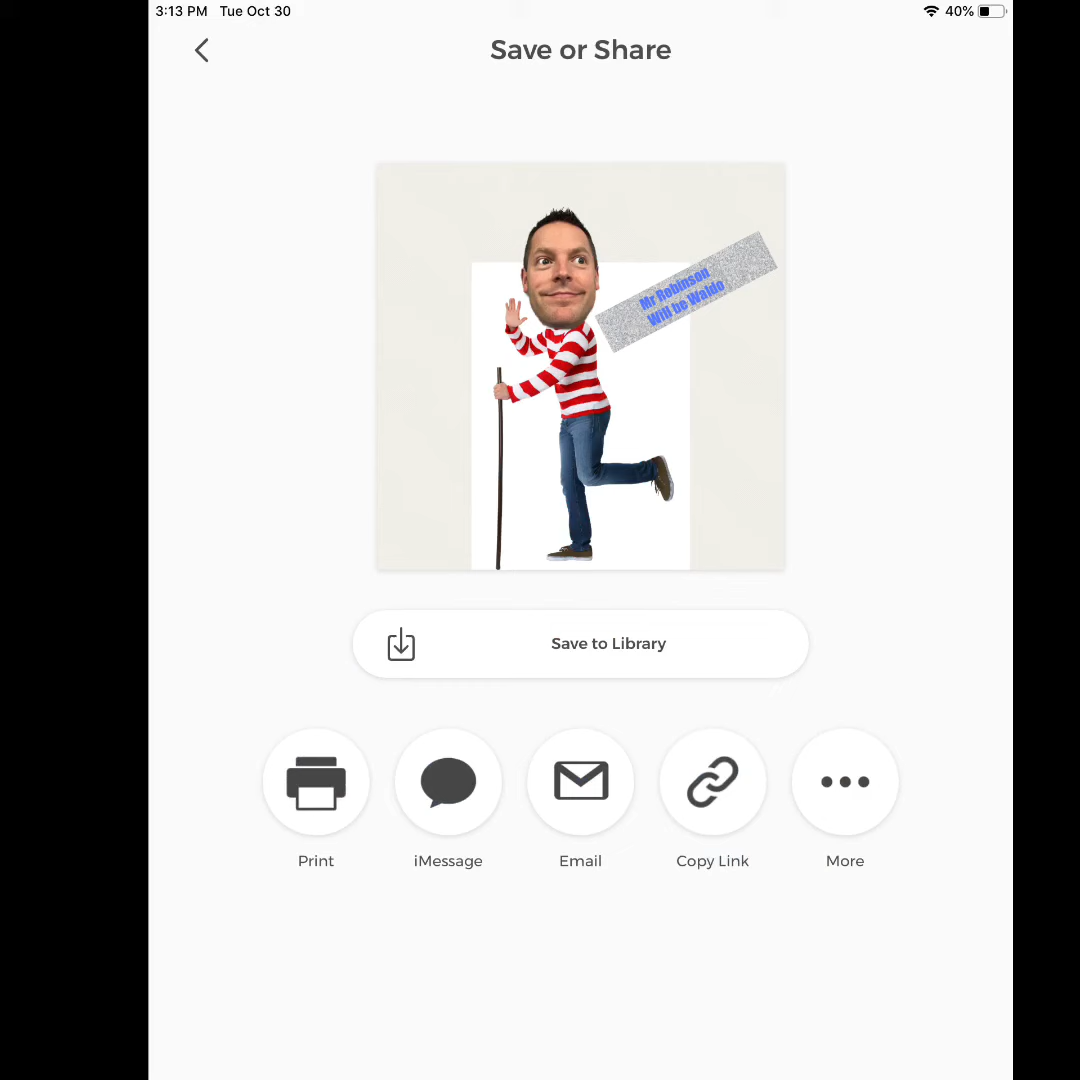 3:13 PM Tue Oct 30
40%
Save or Share
Mr Robinson
Will be Waldo
Save to Library
Print
iMessage
Email
Copy Link
More